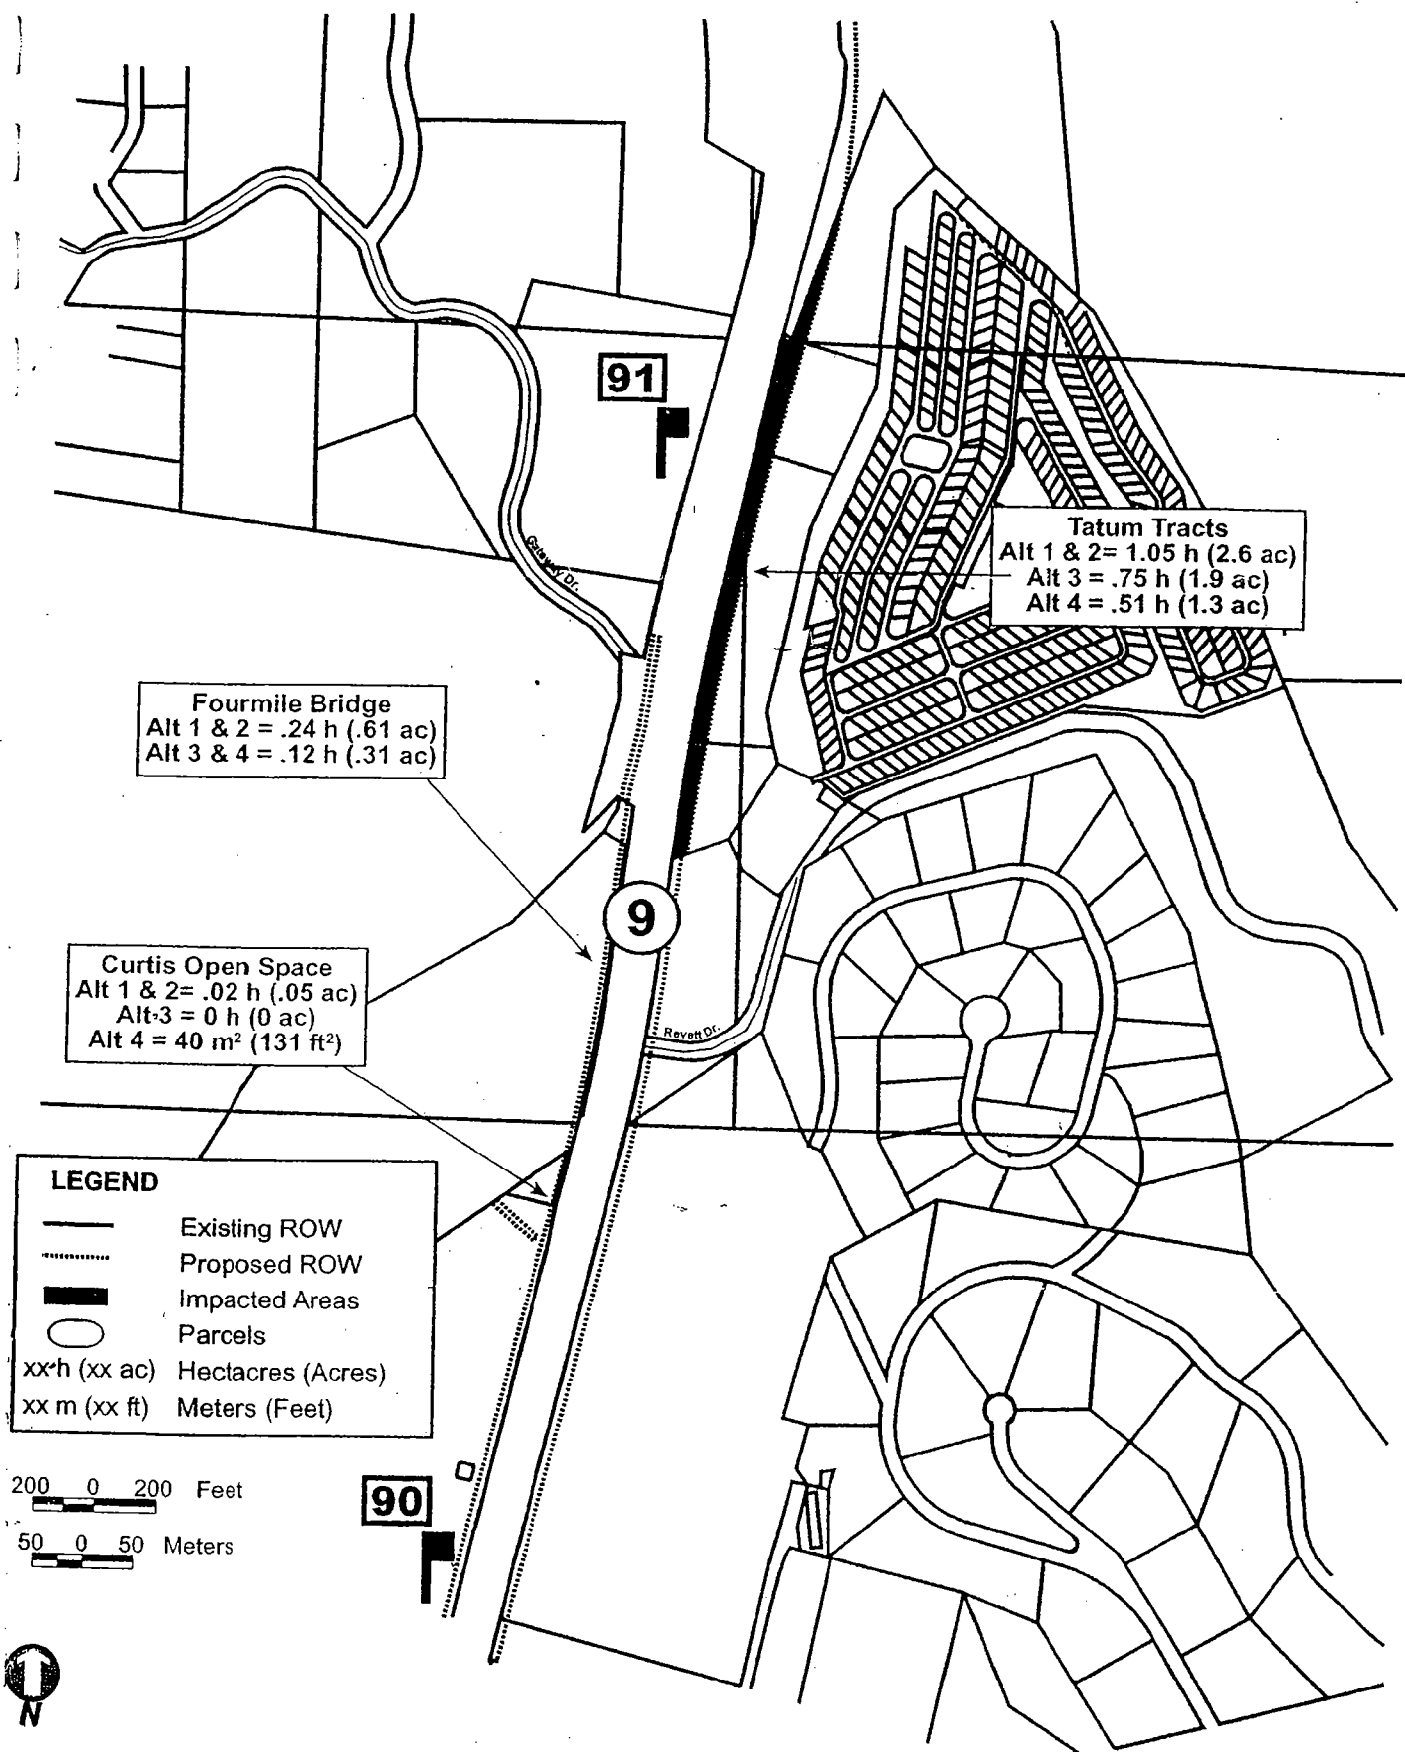 91
Gateway Dr.
Tatum Tracts
Alt 1 & 2= 1.05 h (2.6 ac)
Alt 3 = .75 h (1.9 ac)
Alt 4 = .51 h (1.3 ac)
Fourmile Bridge
Alt 1 & 2 = .24 h (.61 ac)
Alt 3 & 4 = .12 h (.31 ac)
9
Curtis Open Space
Alt 1 & 2= .02 h (.05 ac)
Alt 3 = 0 h (0 ac)
Alt 4 = 40 m² (131 ft²)
Revett Dr.
LEGEND
Existing ROW
Proposed ROW
Impacted Areas
Parcels
xx h (xx ac) Hectacres (Acres)
xx m (xx ft) Meters (Feet)
200 0 200 Feet
50 0 50 Meters
90
N